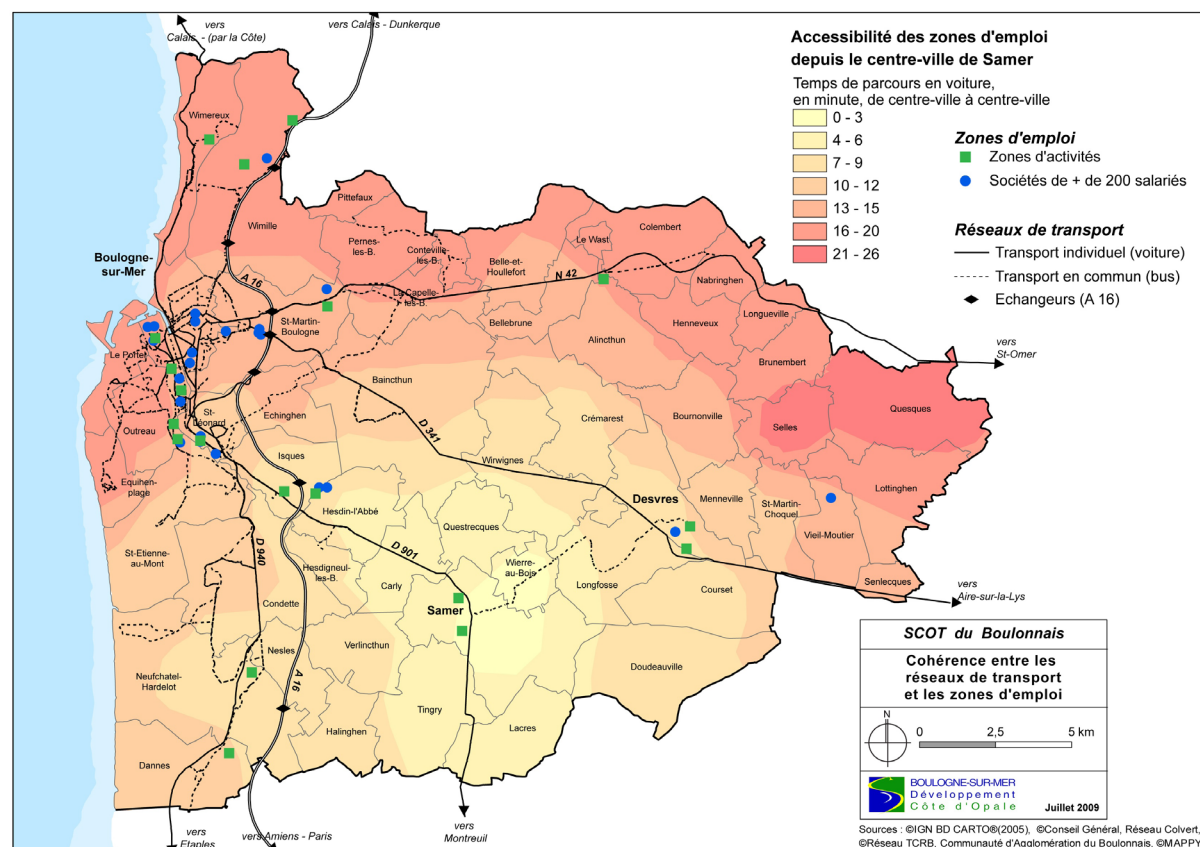 vers
Calais - (par la Côte)
vers Calais - Dunkerque
Accessibilité des zones d'emploi
depuis le centre-ville de Samer
Temps de parcours en voiture,
en minute, de centre-ville à centre-ville
0 - 3
4 - 6
7 - 9
10 - 12
13 - 15
16 - 20
21 - 26
Zones d'emploi
Zones d'activités
Sociétés de + de 200 salariés
Réseaux de transport
Transport individuel (voiture)
Transport en commun (bus)
Echangeurs (A 16)
Wimereux
Pittefaux
Wimille
Pernes-
les-B.
Conteville-
les-B.
Belle-et-
Houllefort
Le Wast
Colembert
Boulogne-
sur-Mer
A 16
N 42
Nabringhen
La Capelle-
les-B.
St-Martin-
Boulogne
Bellebrune
Henneveux
Longueville
Alincthun
Le Portel
Brunembert
vers
St-Omer
Baincthun
St-
Léonard
Echinghen
Crémarest
Bournonville
Quesques
Selles
Outreau
D 341
Isques
Wirwignes
Equihen-
plage
Lottinghen
Hesdin-l'Abbé
Desvres
Menneville
St-Martin-
Choquel
Questrecques
Vieil-Moutier
St-Etienne-
au-Mont
D 940
D 901
Hesdigneul-
les-B.
Wierre-
au-Bois
Carly
Longfosse
Courset
Senlecques
vers
Aire-sur-la-Lys
Condette
Samer
Nesles
Verlincthun
Doudeauville
Neufchatel-
Hardelot
A 16
Tingry
Halinghen
Lacres
Dannes
vers
Etaples
vers Amiens - Paris
vers
Montreuil
SCOT du Boulonnais
Cohérence entre les
réseaux de transport
et les zones d'emploi
N
0 2,5 5 km
BOULOGNE-SUR-MER
Développement
Côte d'Opale
Juillet 2009
Sources : ©IGN BD CARTO®(2005), ©Conseil Général, Réseau Colvert,
©Réseau TCRB, Communauté d'Agglomération du Boulonnais, ©MAPPY